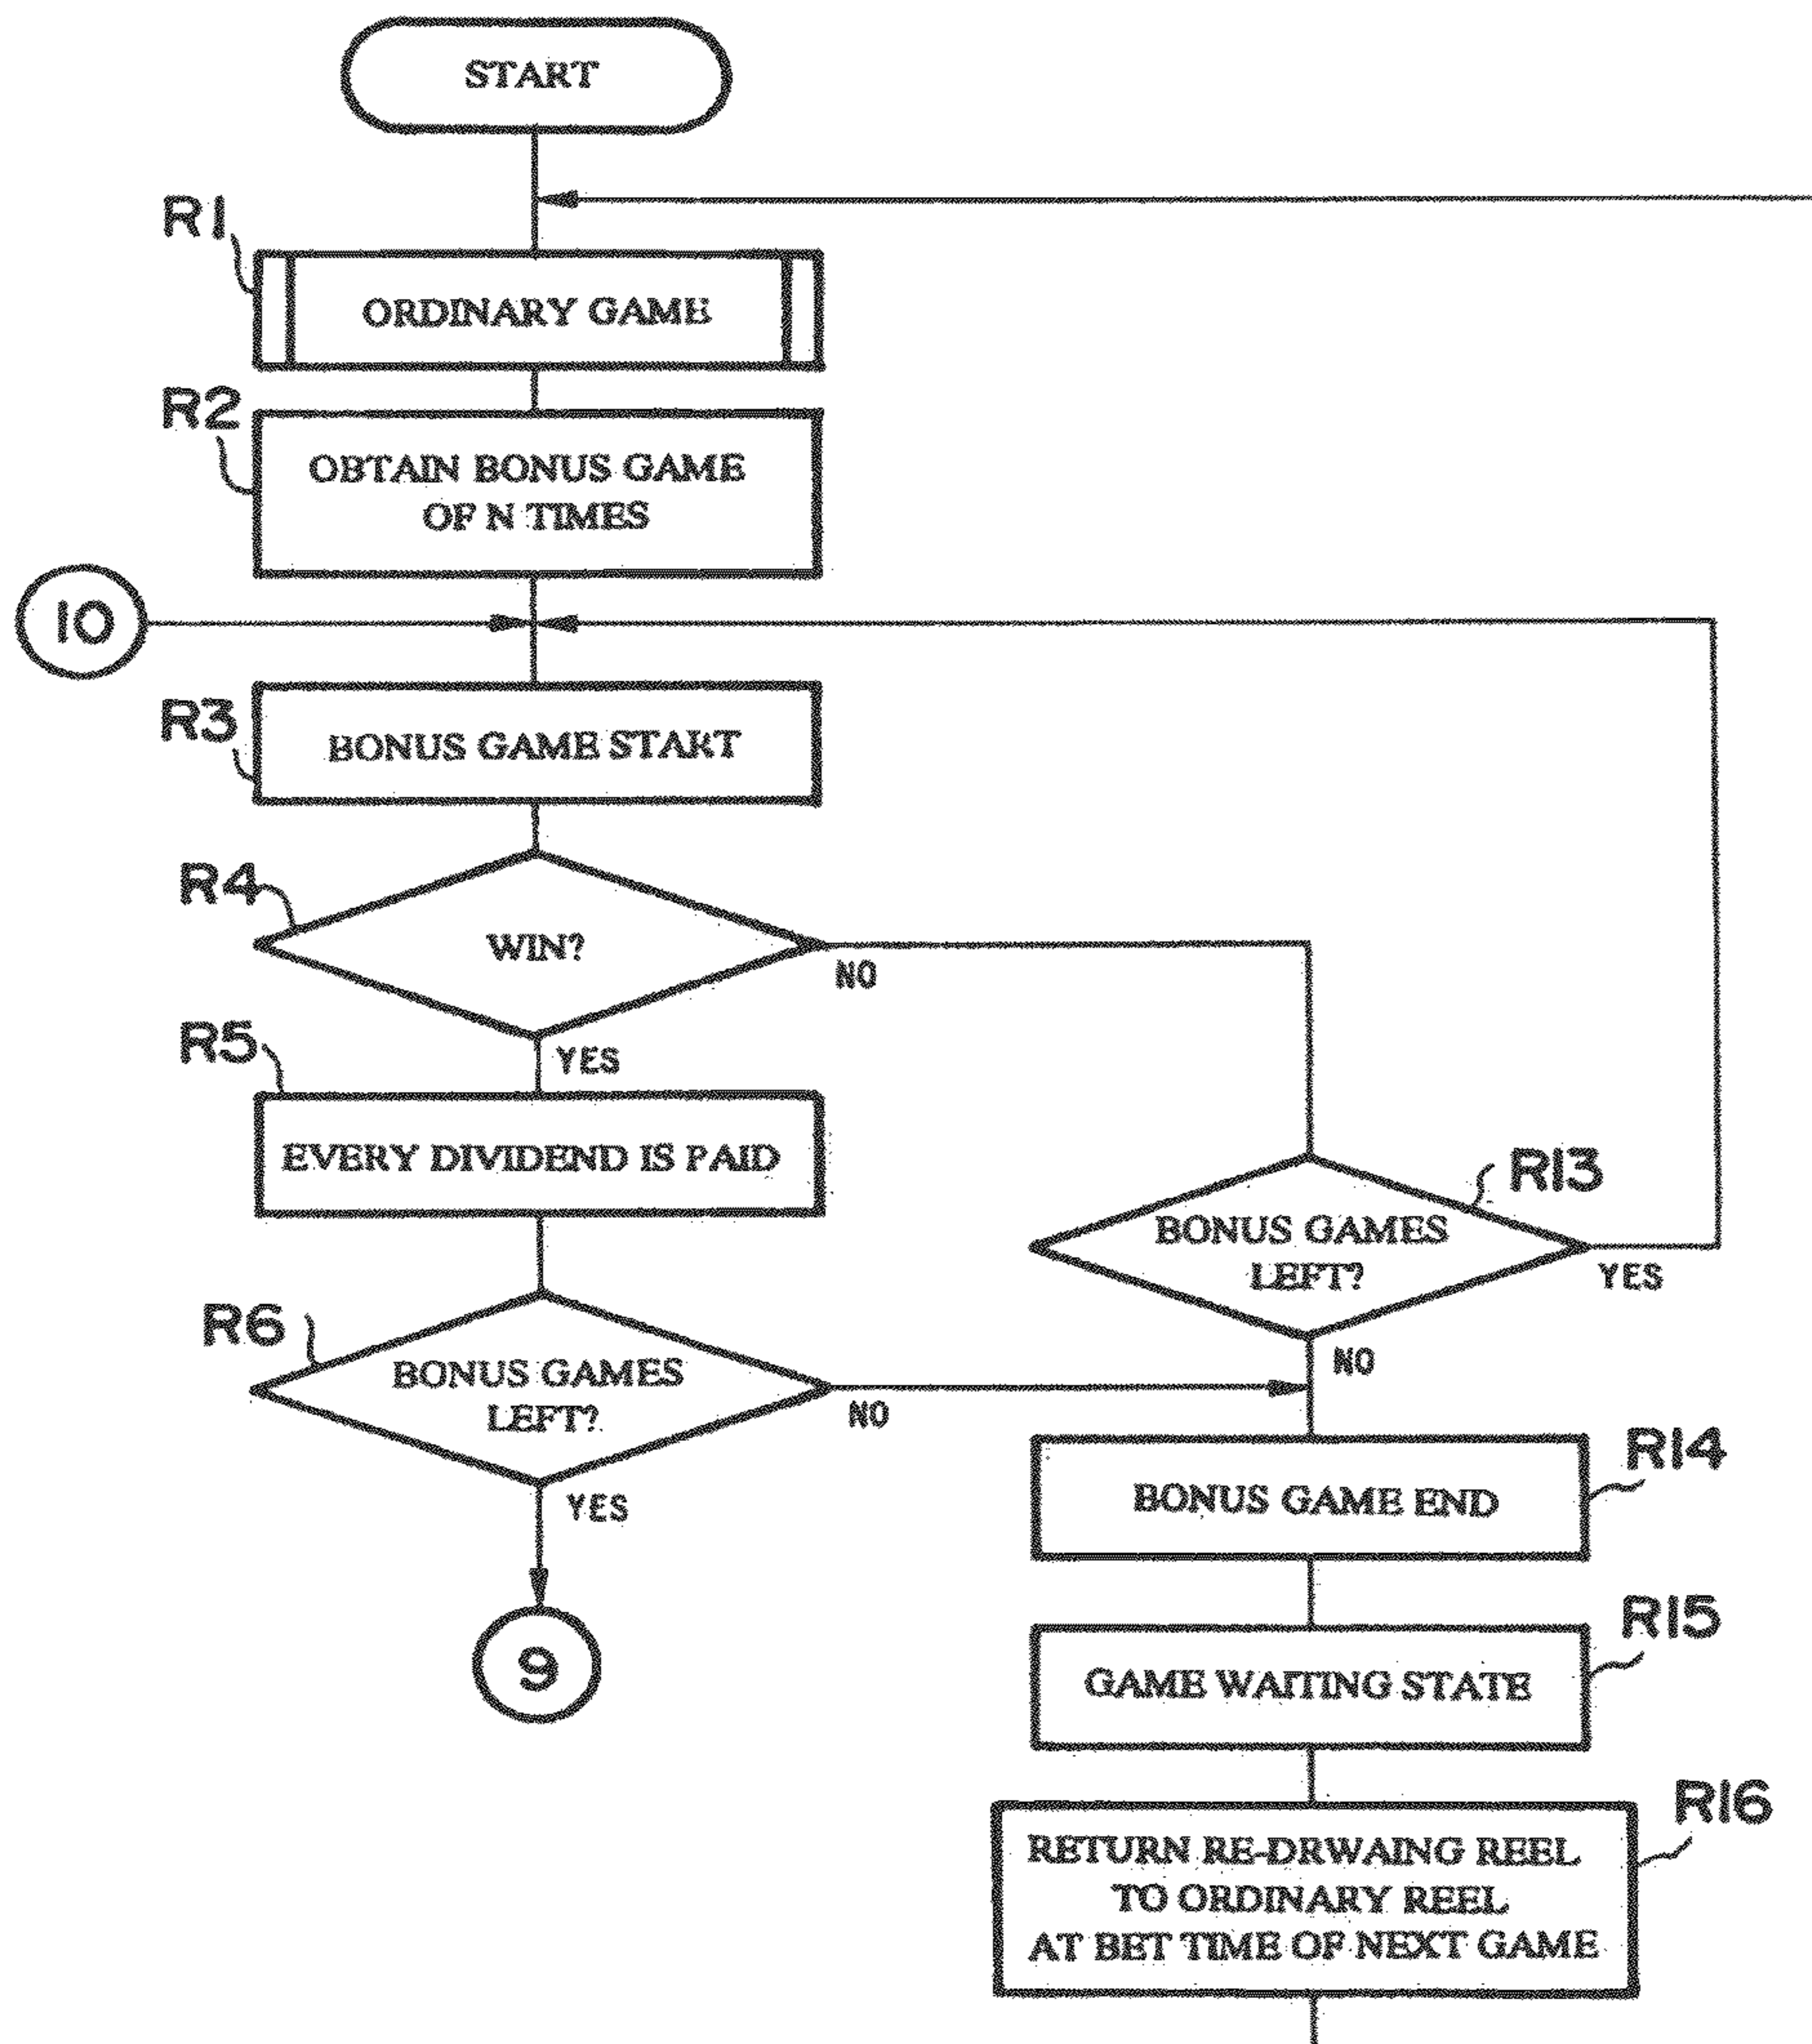 START
R1
ORDINARY GAME
R2
OBTAIN BONUS GAME
OF N TIMES
10
R3
BONUS GAME START
R4
WIN?
NO
YES
R5
EVERY DIVIDEND IS PAID
R13
BONUS GAMES
LEFT?
YES
NO
R6
BONUS GAMES
LEFT?
NO
YES
9
R14
BONUS GAME END
R15
GAME WAITING STATE
R16
RETURN RE-DRWAING REEL
TO ORDINARY REEL
AT BET TIME OF NEXT GAME